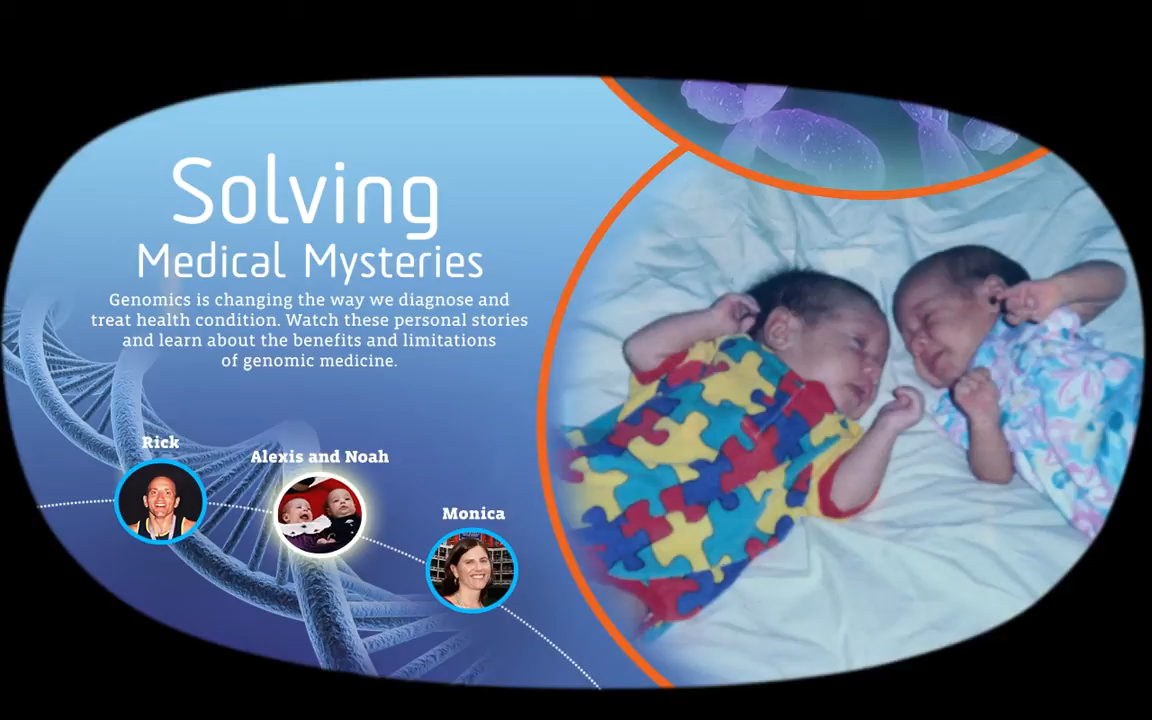 Solving
Medical Mysteries
Genomics is changing the way we diagnose and
treat health condition. Watch these personal stories
and learn about the benefits and limitations
of genomic medicine.
Rick
Alexis and Noah
Monica